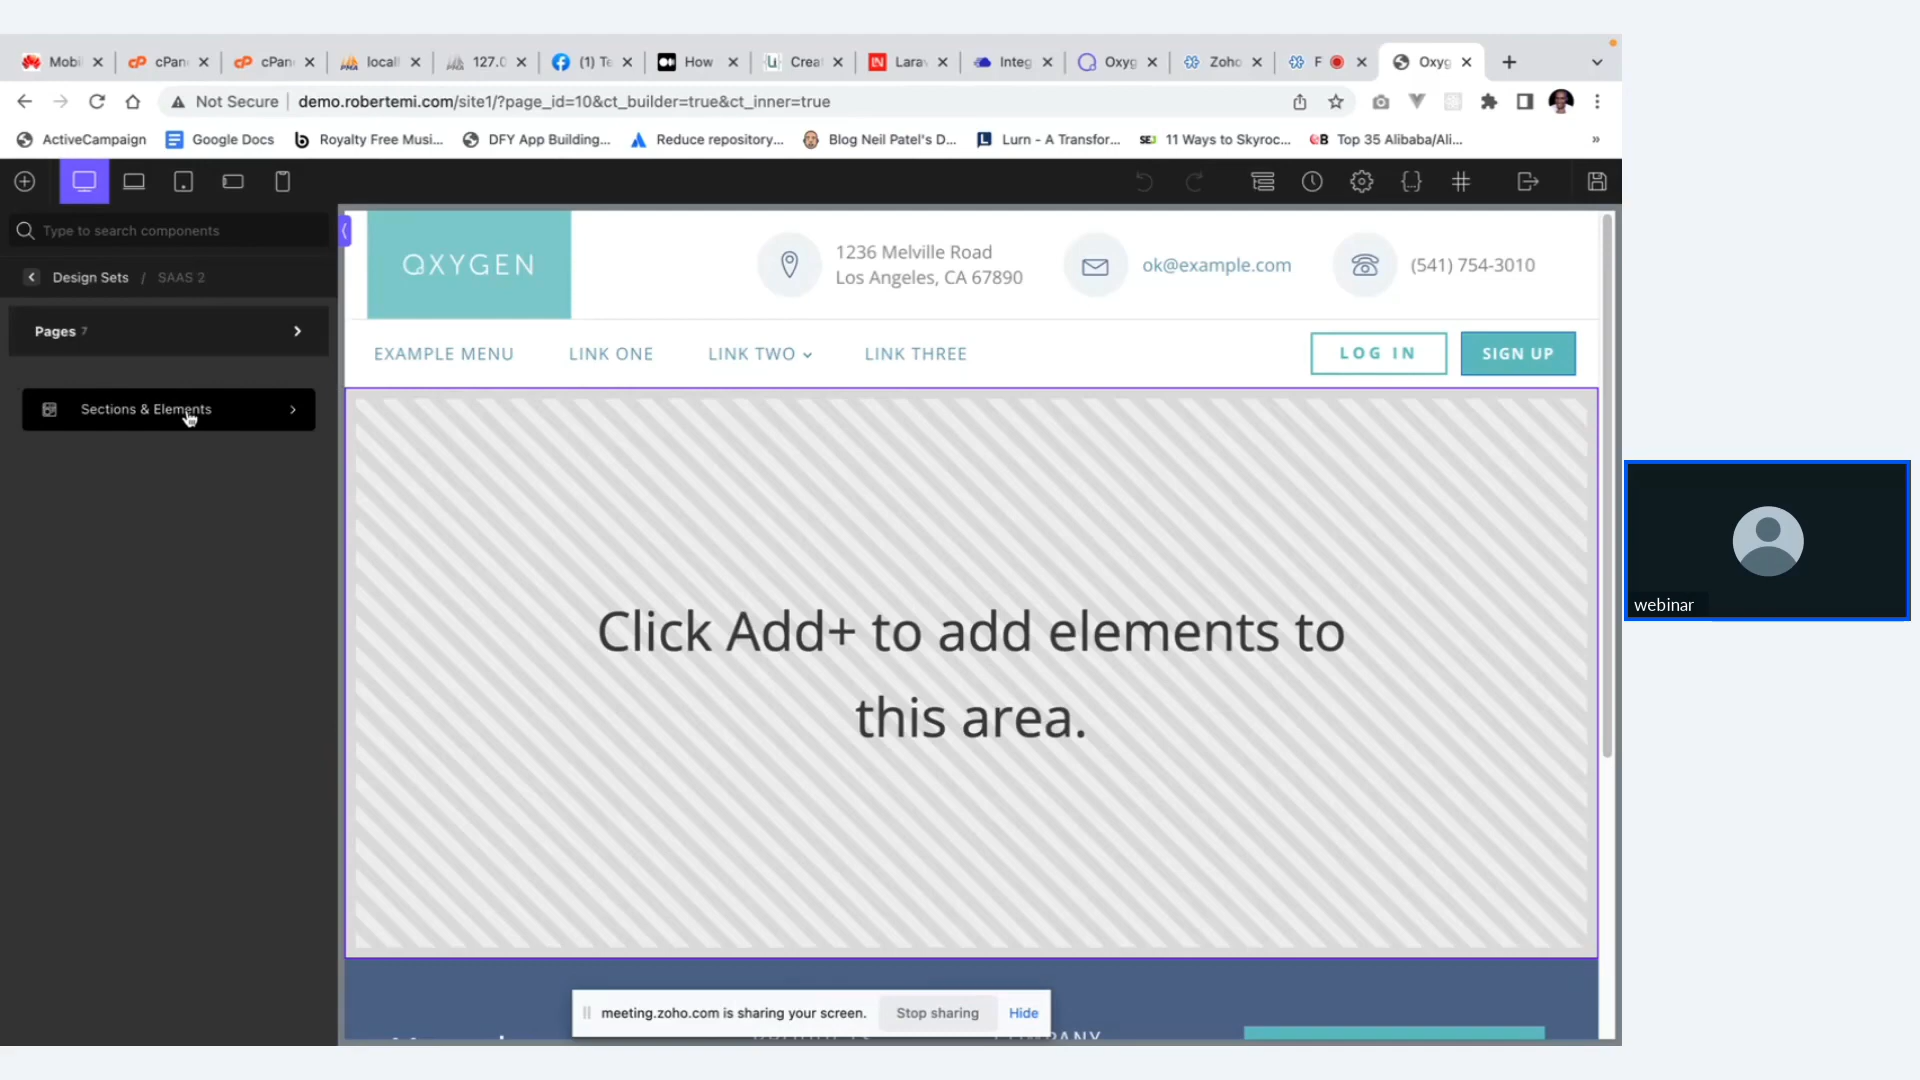 Mobi
cPan
cPan
locall
127.0
(1) Te
How
Crea
Larav
Integ
Oxyg
Zoho
F
Oxyg
Not Secure
demo.robertemi.com/site1/?page_id=10&ct_builder=true&ct_inner=true
ActiveCampaign
Google Docs
Royalty Free Musi...
DFY App Building...
Reduce repository...
Blog Neil Patel's D...
Lurn - A Transfor...
SEJ
11 Ways to Skyroc...
Top 35 Alibaba/Ali...
Type to search components
Design Sets / SAAS 2
Pages 7
Sections & Elements
OXYGEN
1236 Melville Road
Los Angeles, CA 67890
ok@example.com
(541) 754-3010
EXAMPLE MENU
LINK ONE
LINK TWO
LINK THREE
LOG IN
SIGN UP
Click Add+ to add elements to
this area.
meeting.zoho.com is sharing your screen.
Stop sharing
Hide
PRODUCTS
COMPANY
webinar